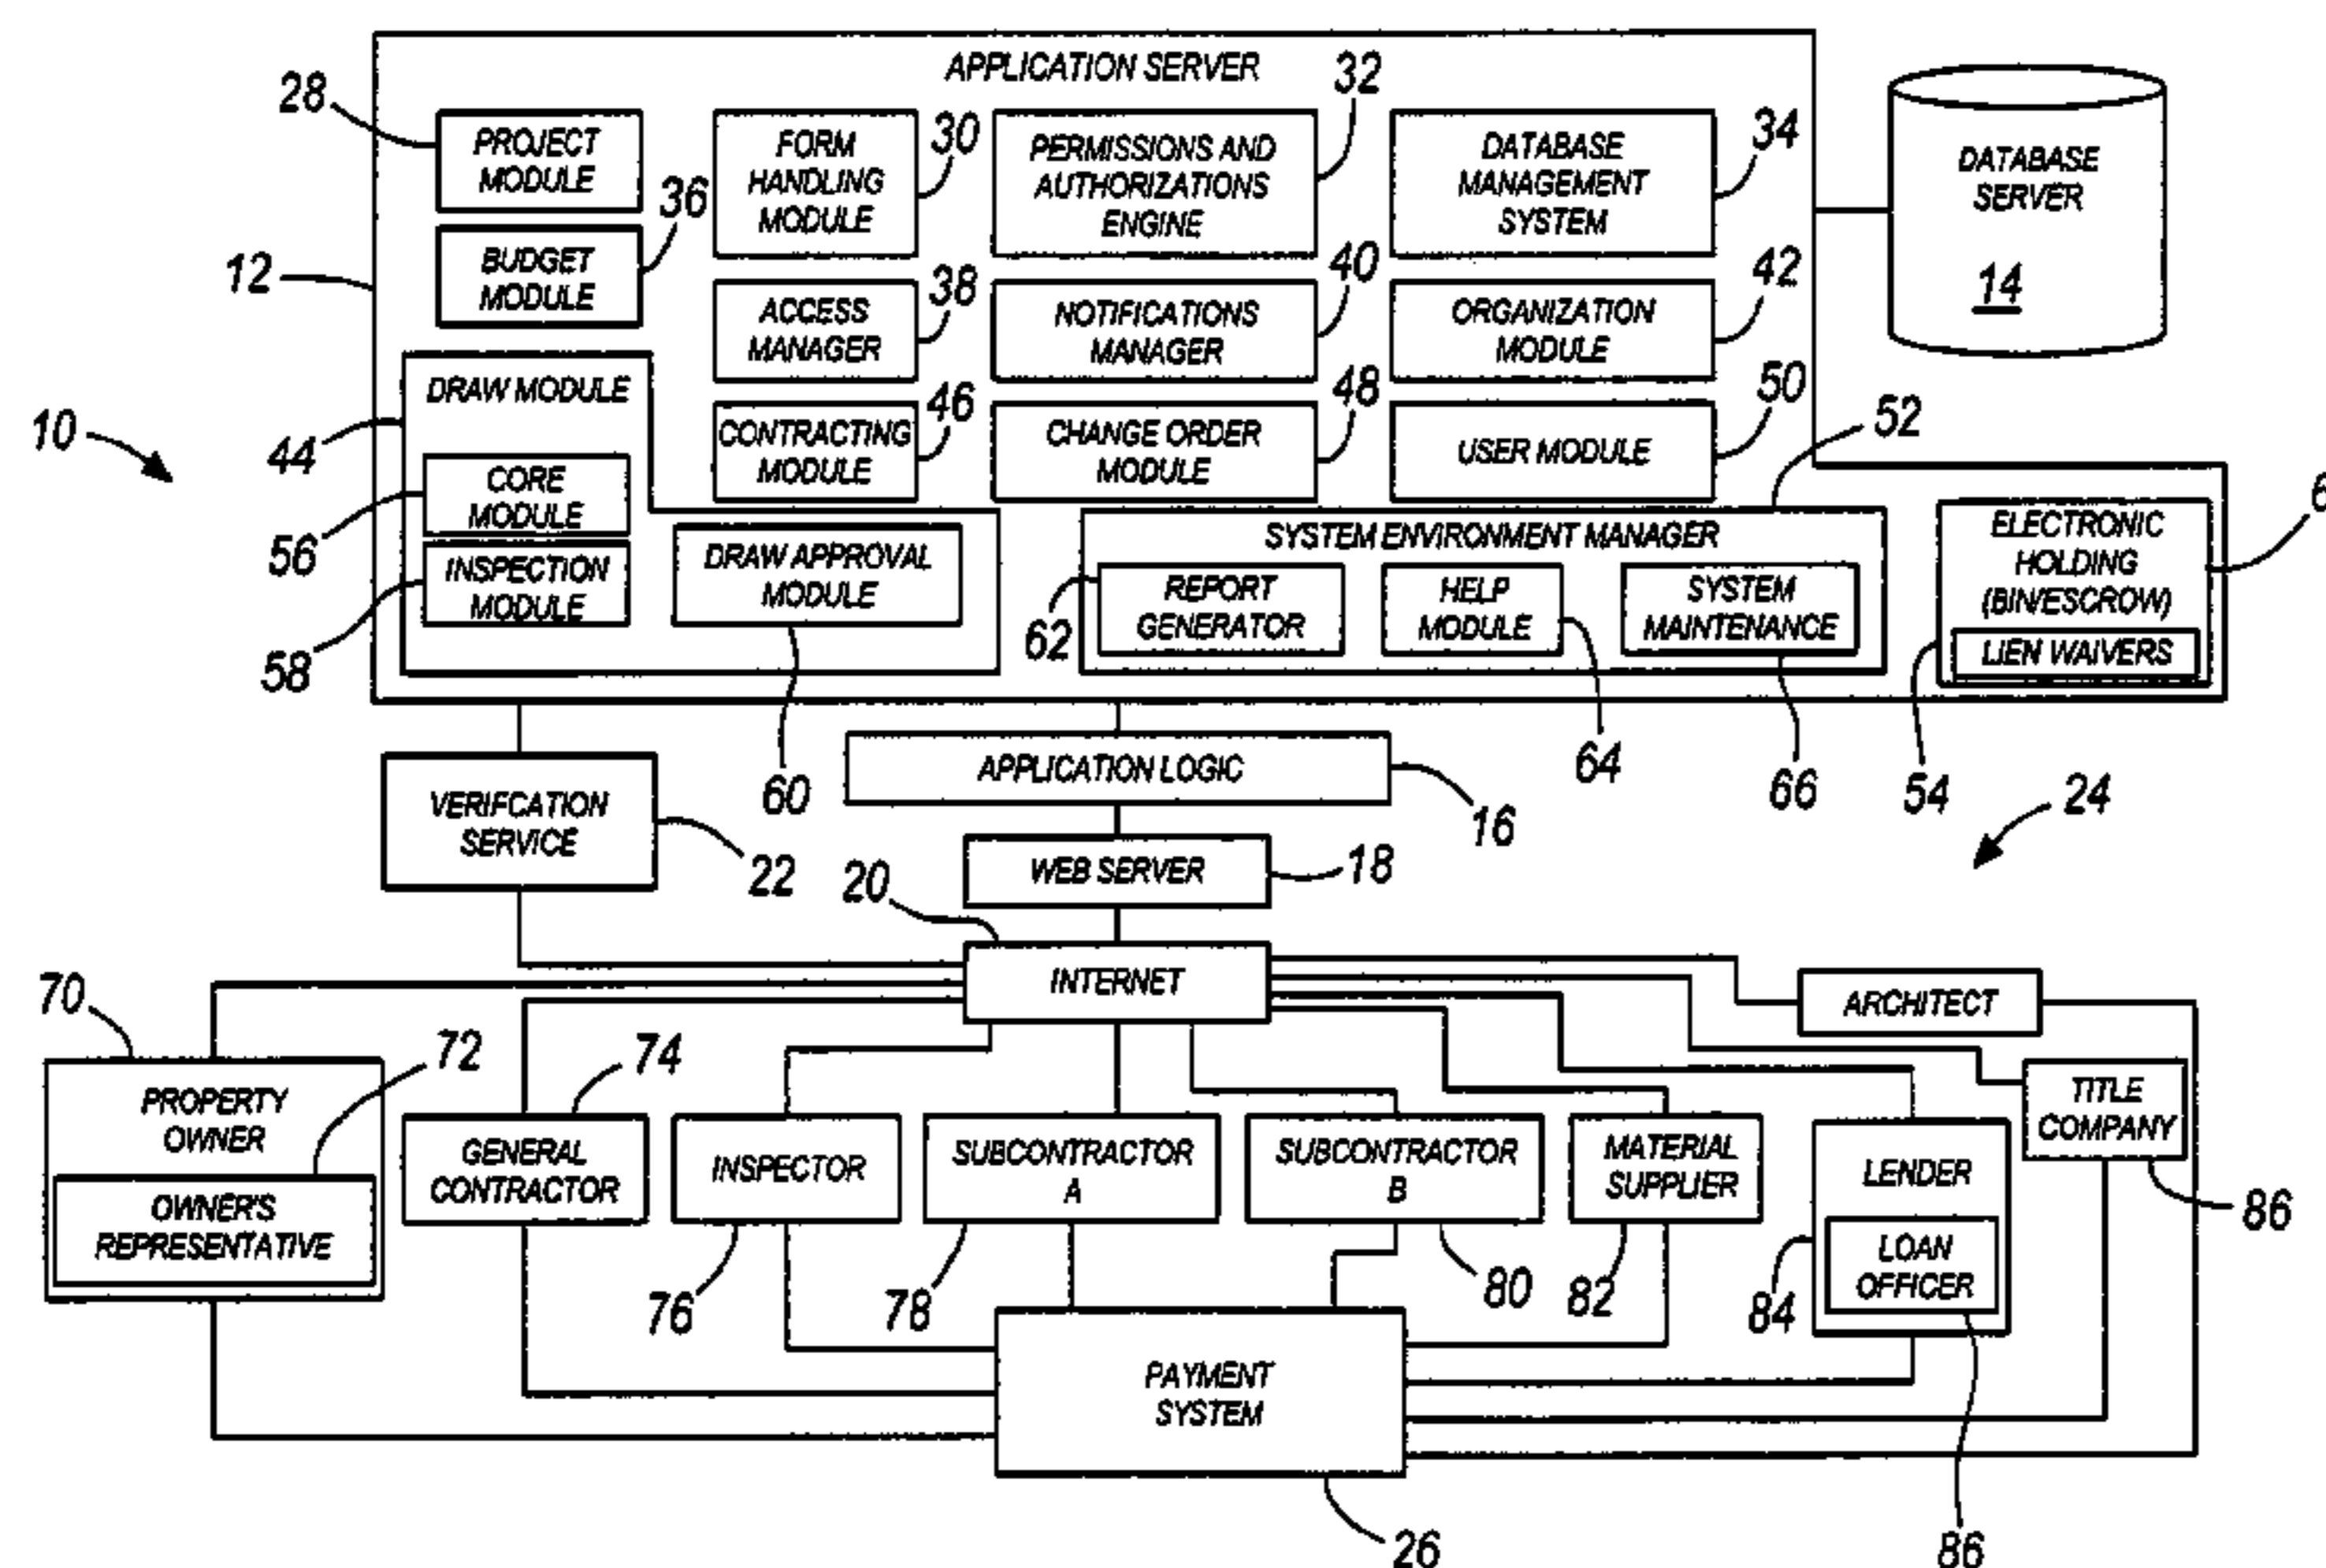 APPLICATION SERVER
28
PROJECT
MODULE
FORM
HANDLING
MODULE
30
PERMISSIONS AND
AUTHORIZATIONS
ENGINE
32
DATABASE
MANAGEMENT
SYSTEM
34
DATABASE
SERVER
14
12
BUDGET
MODULE
36
ACCESS
MANAGER
38
NOTIFICATIONS
MANAGER
40
ORGANIZATION
MODULE
42
10
44
DRAW MODULE
CONTRACTING
MODULE
46
CHANGE ORDER
MODULE
48
USER MODULE
50
52
CORE
MODULE
56
INSPECTION
MODULE
58
DRAW APPROVAL
MODULE
60
SYSTEM ENVIRONMENT MANAGER
62
REPORT
GENERATOR
HELP
MODULE
64
SYSTEM
MAINTENANCE
66
ELECTRONIC
HOLDING
(BIN/ESCROW)
LIEN WAIVERS
6
54
24
VERIFCATION
SERVICE
22
APPLICATION LOGIC
16
WEB SERVER
18
20
INTERNET
ARCHITECT
70
PROPERTY
OWNER
72
OWNER'S
REPRESENTATIVE
74
GENERAL
CONTRACTOR
INSPECTOR
76
SUBCONTRACTOR
A
78
SUBCONTRACTOR
B
80
MATERIAL
SUPPLIER
82
LENDER
84
LOAN
OFFICER
86
TITLE
COMPANY
86
PAYMENT
SYSTEM
26